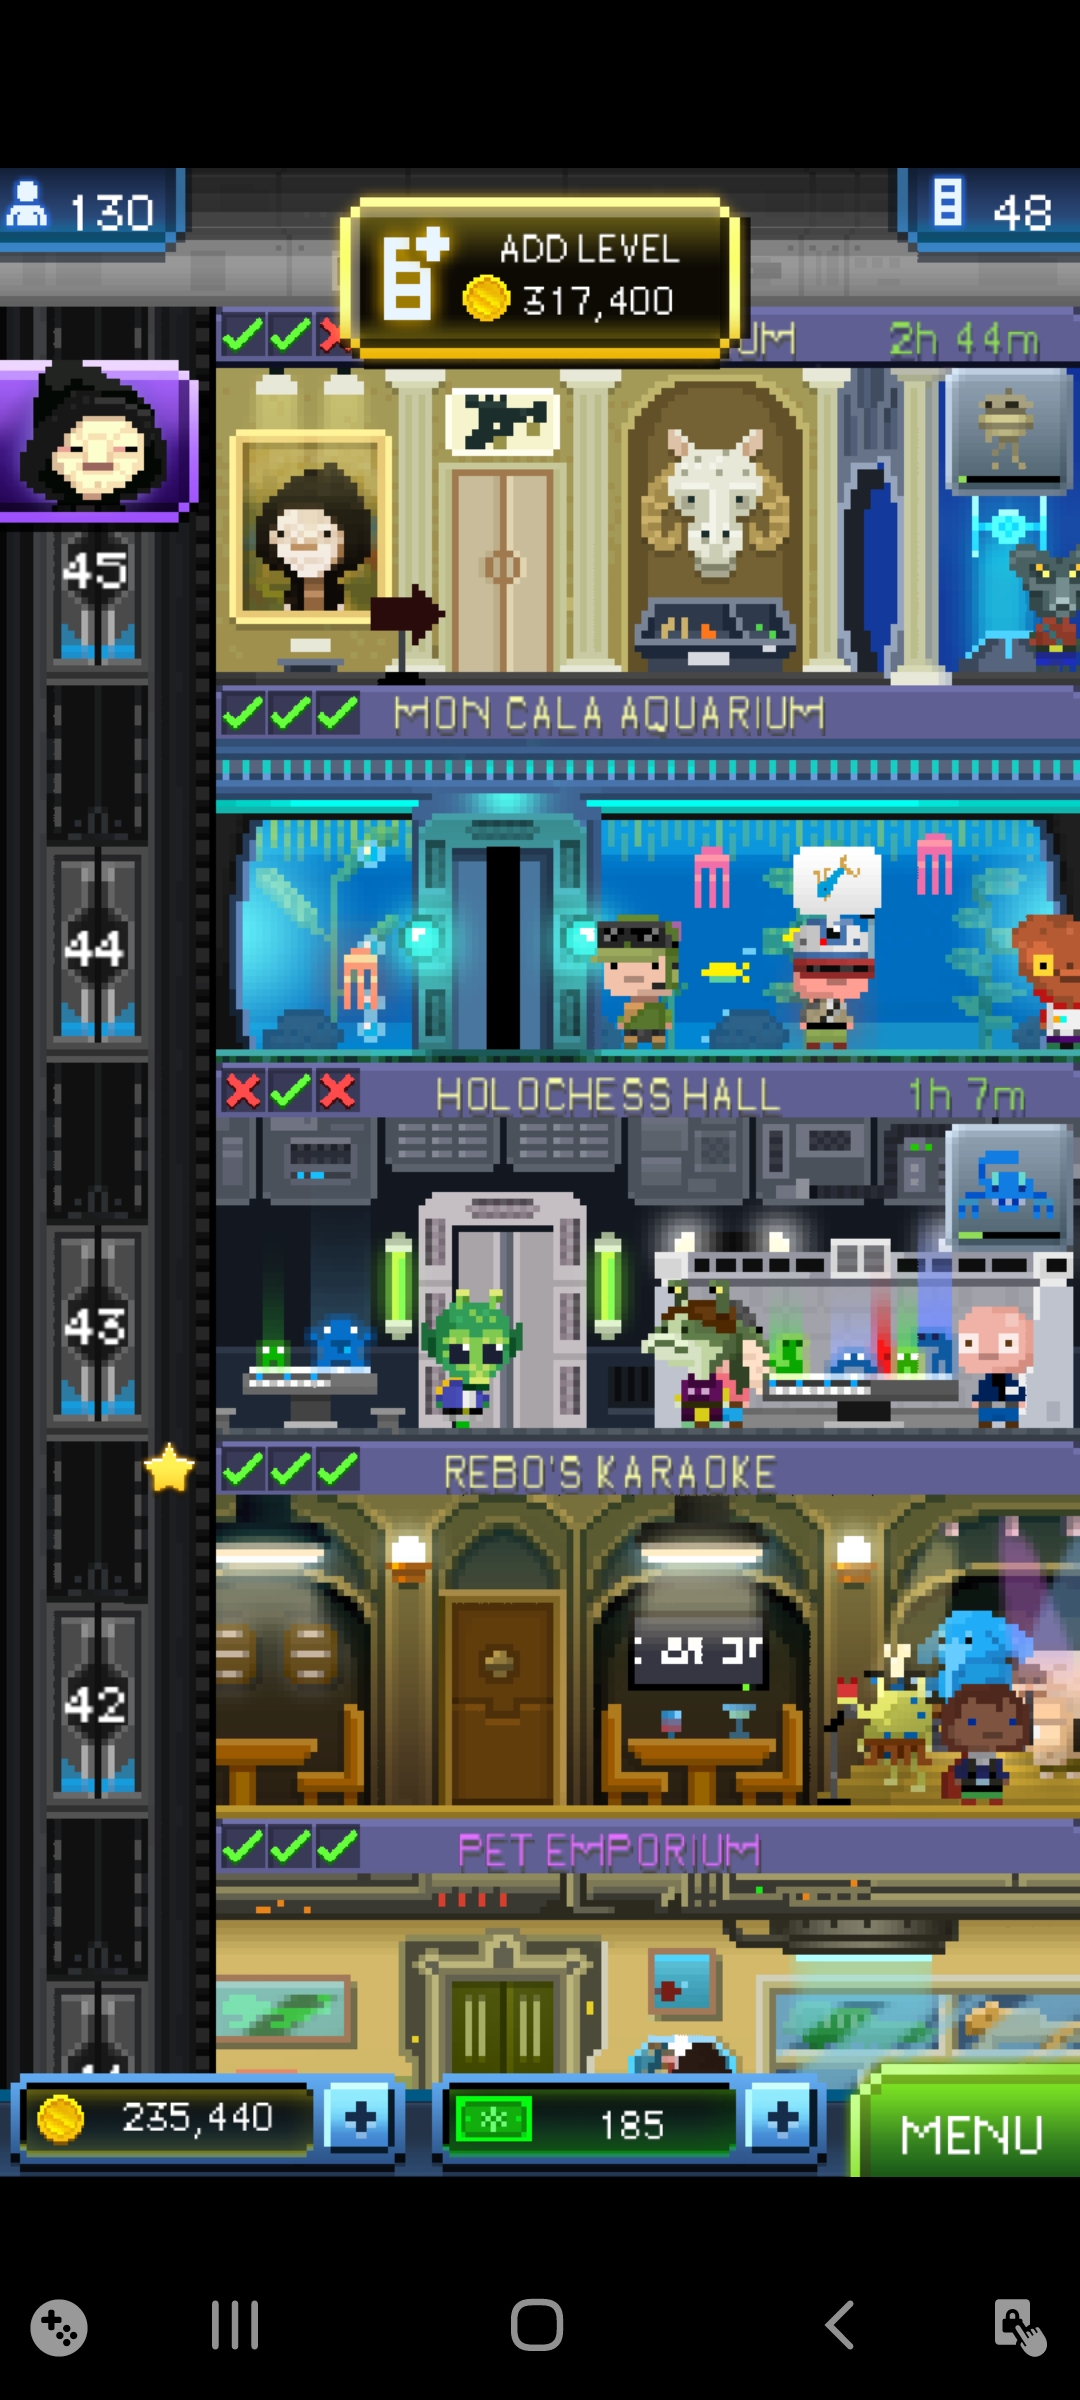 130
ADD LEVEL
317,400
48
UM
2h 44m
45
MON CALA AQUARIUM
44
HOLOCHESS HALL
1h 7m
43
REBO'S KARAOKE
42
PET EMPORIUM
235,440
185
MENU